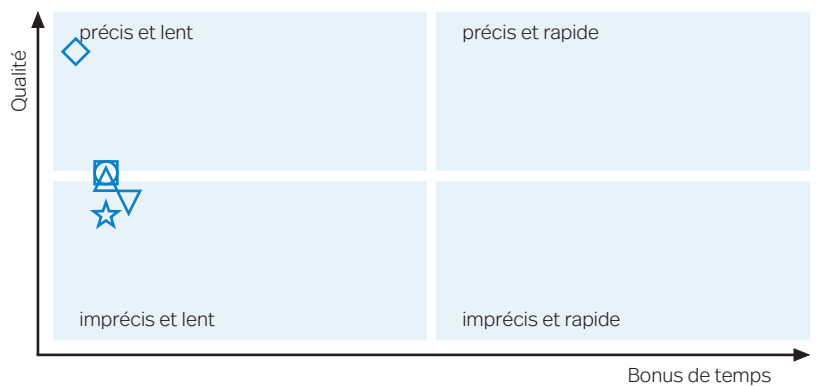 précis et lent
précis et rapide
Qualité
imprécis et lent
imprécis et rapide
Bonus de temps